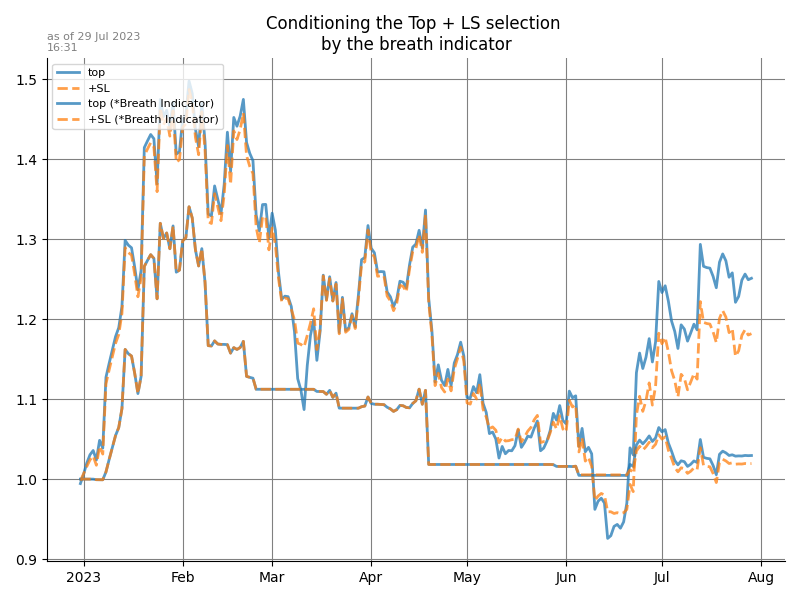 Conditioning the Top + LS selection
by the breath indicator
as of 29 Jul 2023
16:31
top
+SL
top (*Breath Indicator)
+SL (*Breath Indicator)
1.5
1.4
1.3
1.2
1.1
1.0
0.9
2023 Feb Mar Apr May Jun Jul Aug